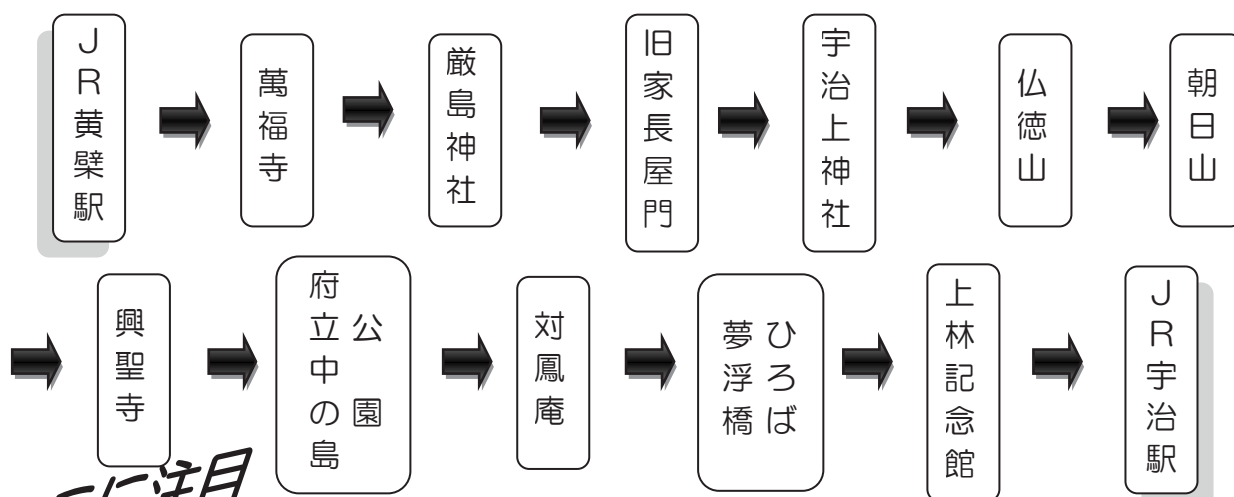 JR黄檗駅
萬福寺
厳島神社
旧家長屋門
宇治上神社
仏徳山
朝日山
興聖寺
府立中の島
公園
対鳳庵
夢浮橋
ひろば
上林記念館
JR宇治駅
に注目